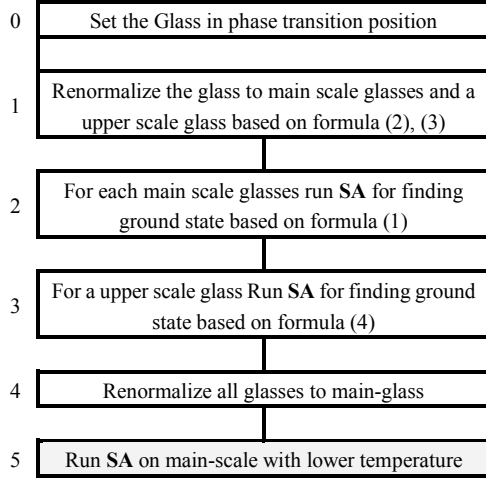 0 Set the Glass in phase transition position
Renormalize the glass to main scale glasses and a
1 upper scale glass based on formula (2), (3)
For each main scale glasses run SA for finding
2 ground state based on formula (1)
For a upper scale glass Run SA for finding ground
3 state based on formula (4)
4 Renormalize all glasses to main-glass
5 Run SA on main-scale with lower temperature